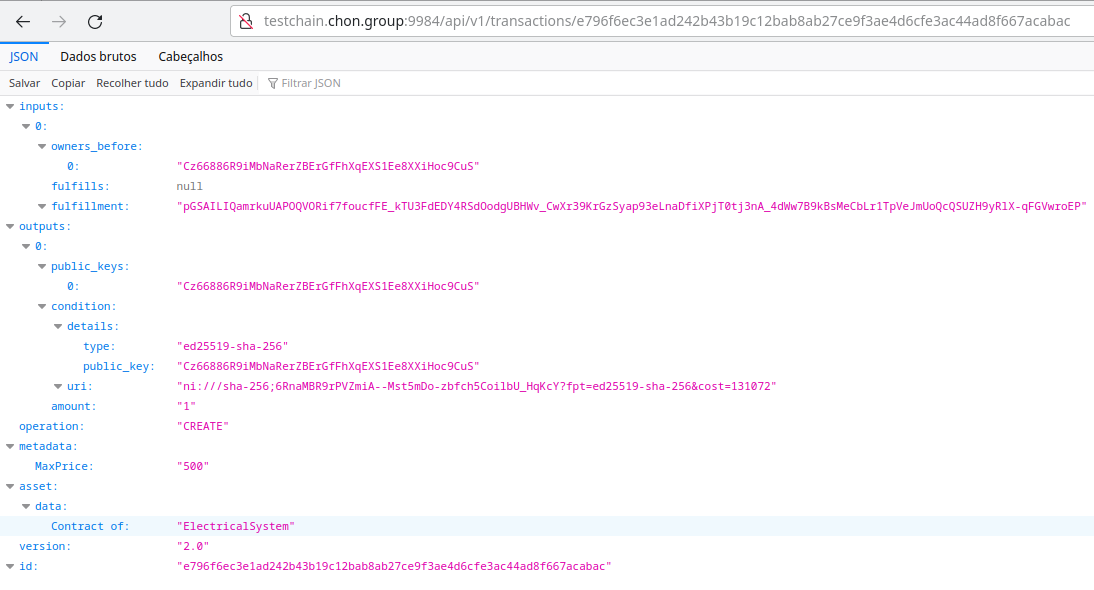 testchain.chon.group:9984/api/v1/transactions/e796f6ec3e1ad242b43b19c12bab8ab27ce9f3ae4d6cfe3ac44ad8f667acabac
JSON Dados brutos Cabeçalhos
Salvar Copiar Recolher tudo Expandir tudo Filtrar JSON
inputs:
0:
owners_before:
0: "Cz66886R9iMbNaRerZBErGfFhXqEXS1Ee8XXiHoc9CuS"
fulfills: null
fulfillment: "pGSAILIQamrkuUAPOQVORif7foucfFE_kTU3FdEDY4RSdOodgUBHWv_CwXr39KrGzSyap93eLnaDfiXPjT0tj3nA_4dWw7B9kBsMeCbLr1TpVeJmUoQcQSUZH9yRlX-qFGVwroEP"
outputs:
0:
public_keys:
0: "Cz66886R9iMbNaRerZBErGfFhXqEXS1Ee8XXiHoc9CuS"
condition:
details:
type: "ed25519-sha-256"
public_key: "Cz66886R9iMbNaRerZBErGfFhXqEXS1Ee8XXiHoc9CuS"
uri: "ni:///sha-256;6RnaMBR9rPVZmiA--Mst5mDo-zbfch5CoilbU_HqKcY?fpt=ed25519-sha-256&cost=131072"
amount: "1"
operation: "CREATE"
metadata:
MaxPrice: "500"
asset:
data:
Contract of: "ElectricalSystem"
version: "2.0"
id: "e796f6ec3e1ad242b43b19c12bab8ab27ce9f3ae4d6cfe3ac44ad8f667acabac"